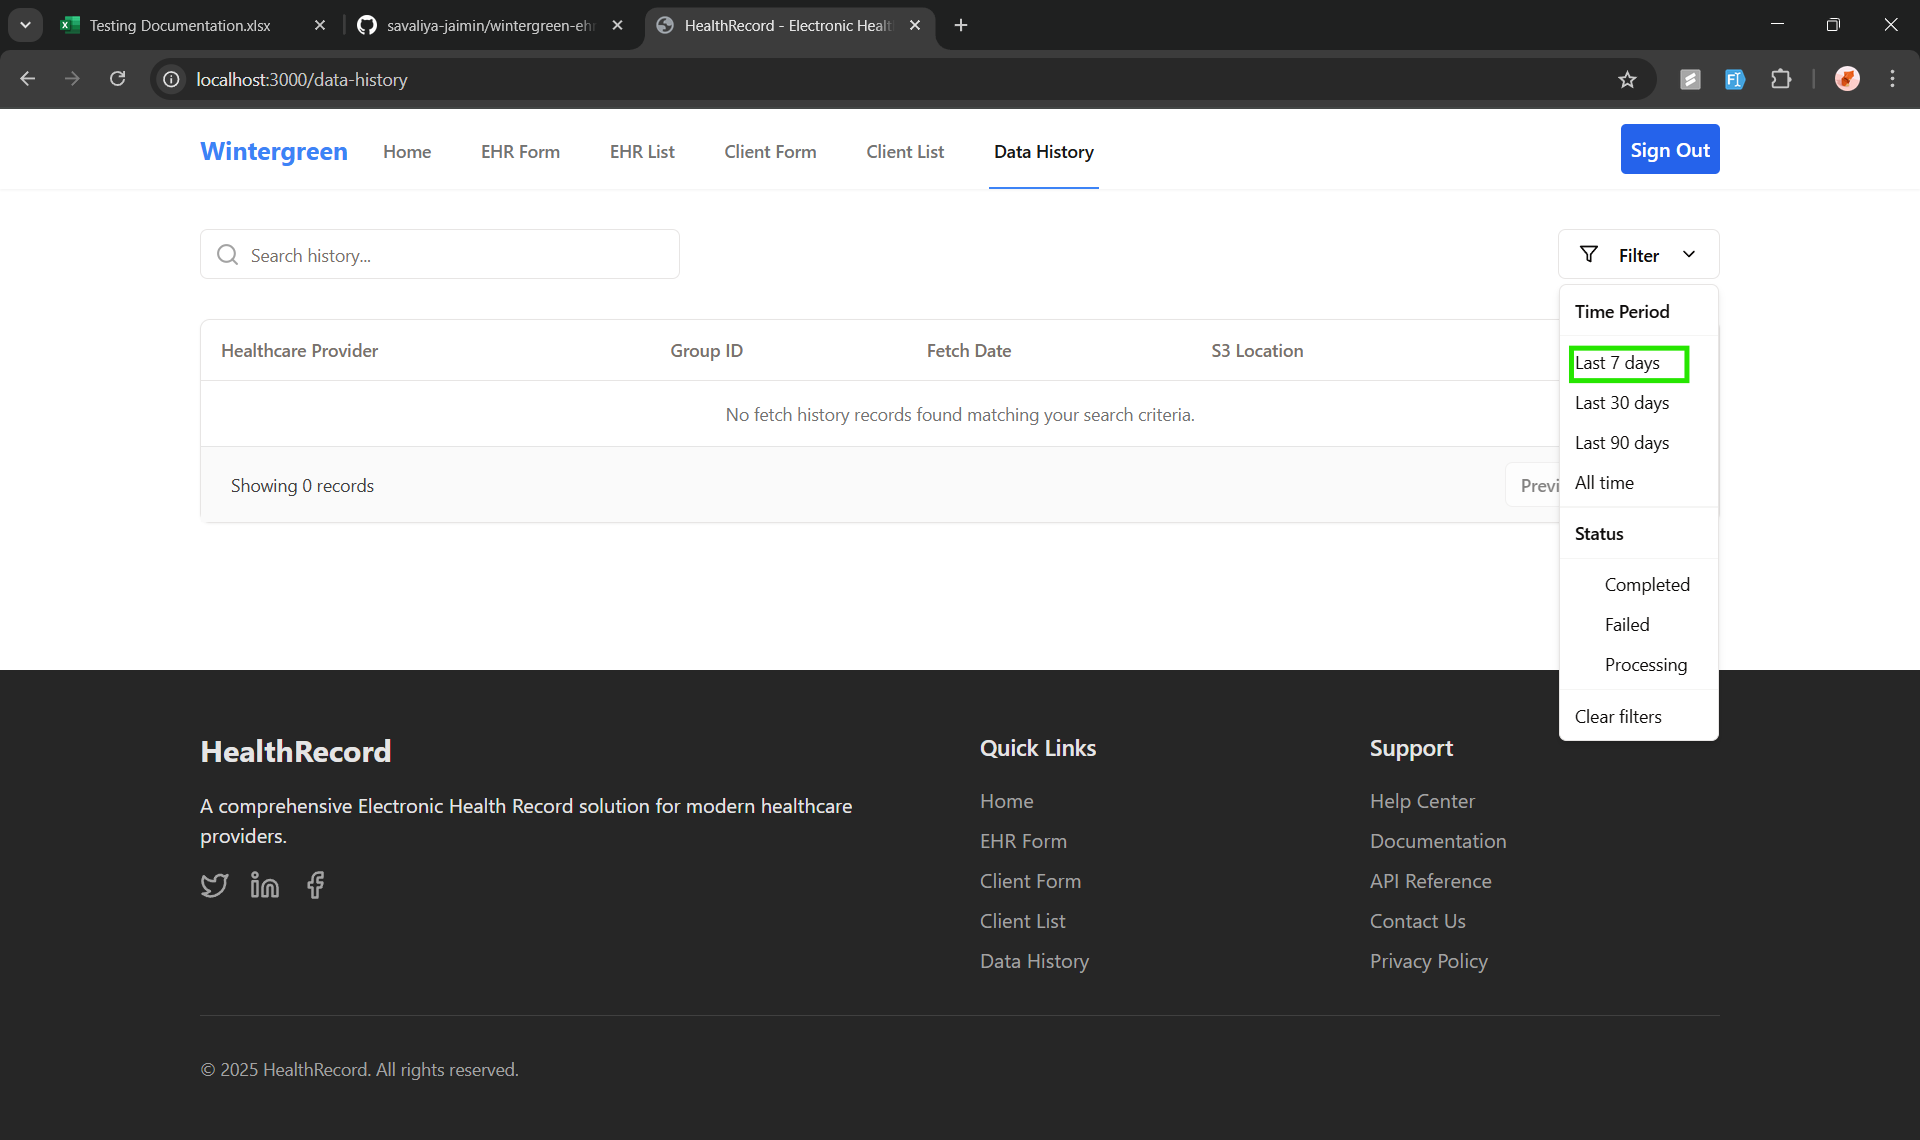 Testing Documentation.xlsx
savaliya-jaimin/wintergreen-ehr
HealthRecord - Electronic Healt
localhost:3000/data-history
Wintergreen
Home
EHR Form
EHR List
Client Form
Client List
Data History
Sign Out
Search history...
Filter
Time Period
Last 7 days
Last 30 days
Last 90 days
All time
Status
Completed
Failed
Processing
Clear filters
Healthcare Provider
Group ID
Fetch Date
S3 Location
No fetch history records found matching your search criteria.
Showing 0 records
Previ
HealthRecord
A comprehensive Electronic Health Record solution for modern healthcare
providers.
Quick Links
Home
EHR Form
Client Form
Client List
Data History
Support
Help Center
Documentation
API Reference
Contact Us
Privacy Policy
© 2025 HealthRecord. All rights reserved.